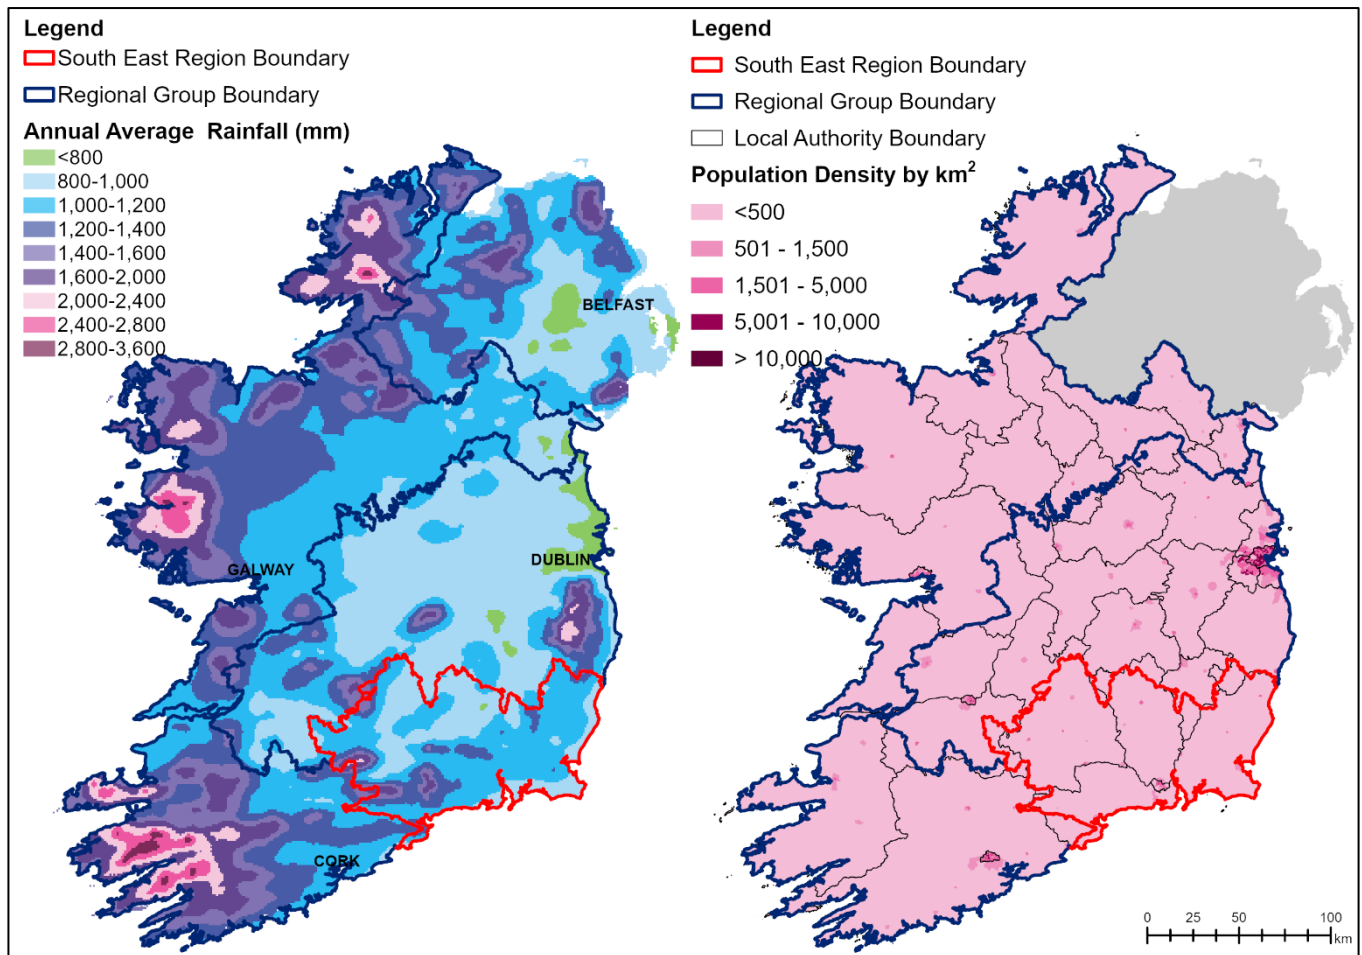 Legend
South East Region Boundary
Regional Group Boundary
Annual Average Rainfall (mm)
<800
800-1,000
1,000-1,200
1,200-1,400
1,400-1,600
1,600-2,000
2,000-2,400
2,400-2,800
2,800-3,600
BELFAST
DUBLIN
GALWAY
CORK
Legend
South East Region Boundary
Regional Group Boundary
Local Authority Boundary
Population Density by km²
<500
501 - 1,500
1,501 - 5,000
5,001 - 10,000
> 10,000
0 25 50 100
km